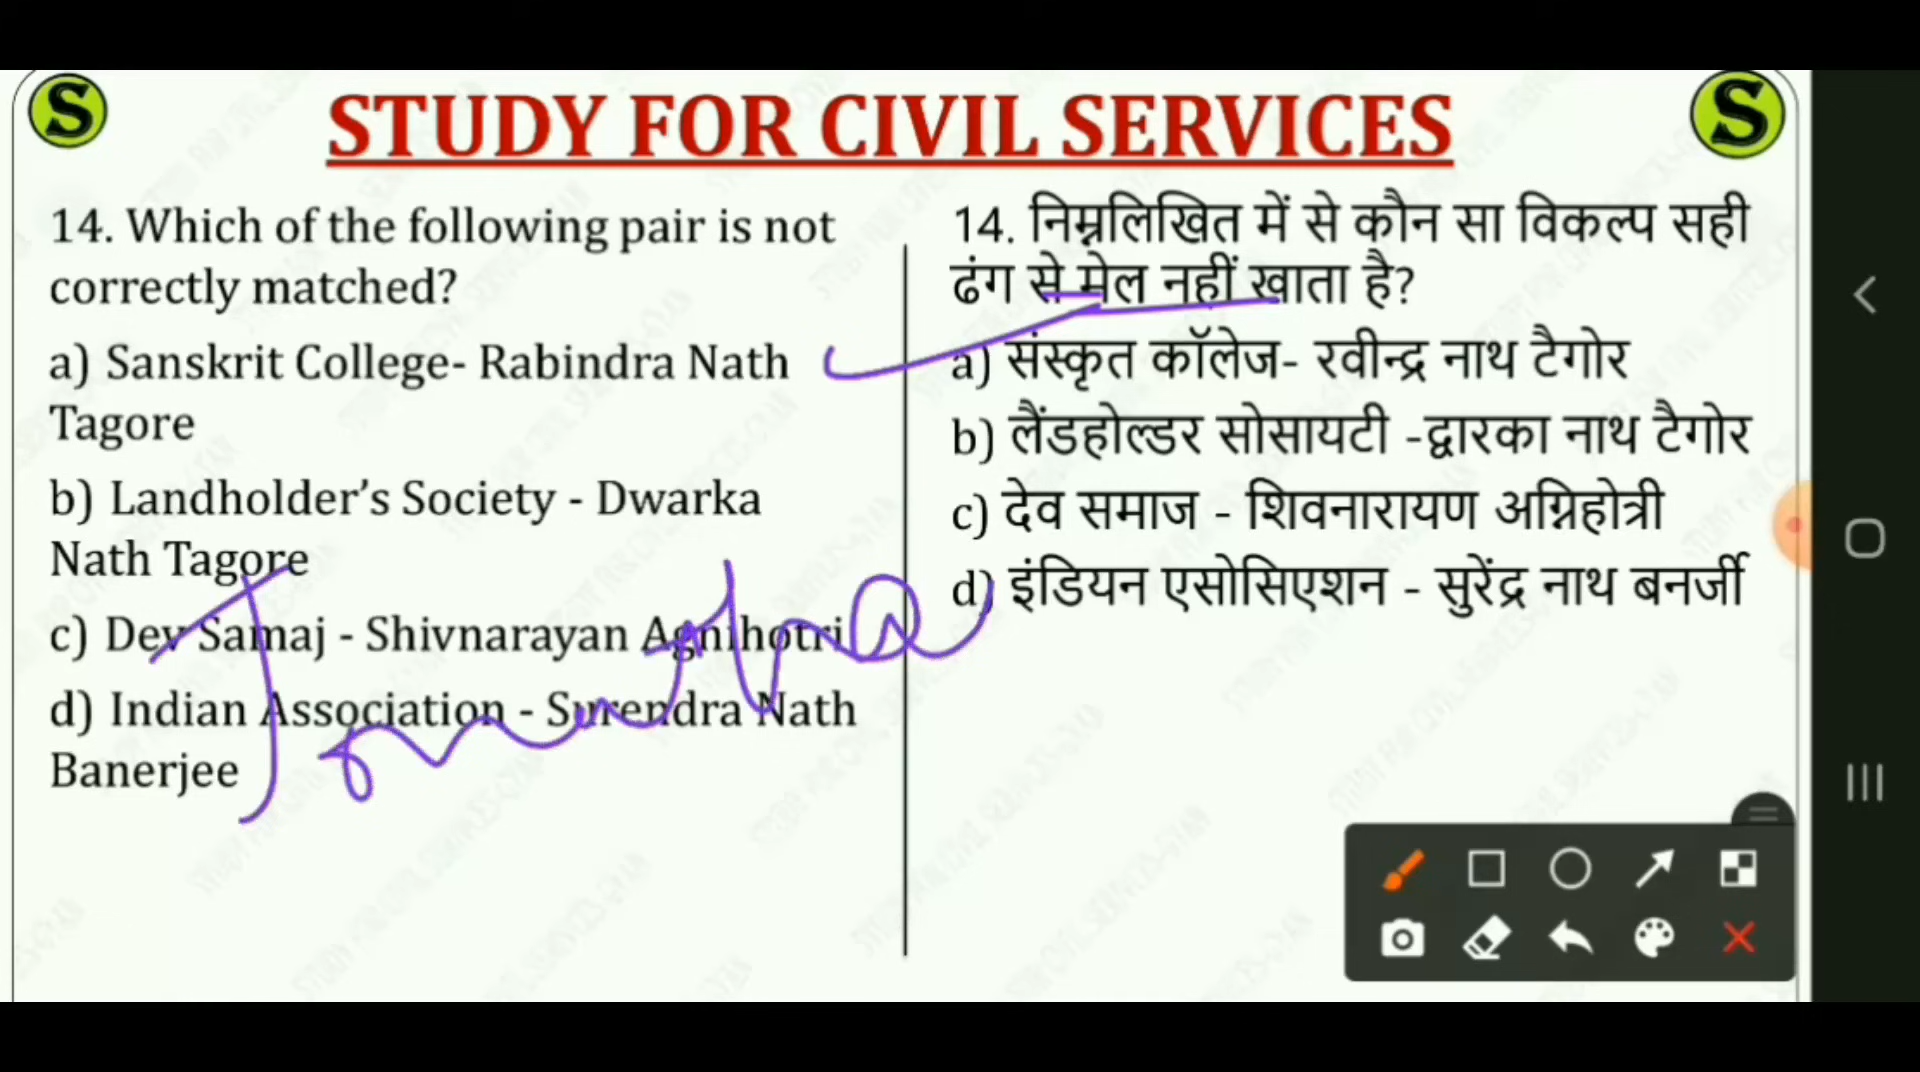 S
STUDY FOR CIVIL SERVICES
S
14. Which of the following pair is not
correctly matched?
a) Sanskrit College- Rabindra Nath
Tagore
b) Landholder’s Society - Dwarka
Nath Tagore
c) Dev Samaj - Shivnarayan Agnihotri
d) Indian Association - Surendra Nath
Banerjee
14. निम्नलिखित में से कौन सा विकल्प सही
ढंग से मेल नहीं खाता है?
a) संस्कृत कॉलेज- रवीन्द्र नाथ टैगोर
b) लैंडहोल्डर सोसायटी -द्वारका नाथ टैगोर
c) देव समाज - शिवनारायण अग्निहोत्री
d) इंडियन एसोसिएशन - सुरेंद्र नाथ बनर्जी